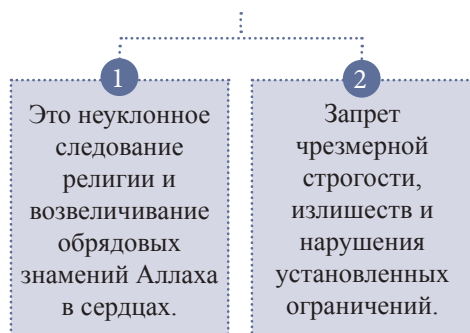 1
Это неуклонное
следование
религии и
возвеличивание
обрядовых
знамений Аллаха
в сердцах.
2
Запрет
чрезмерной
строгости,
излишеств и
нарушения
установленных
ограничений.